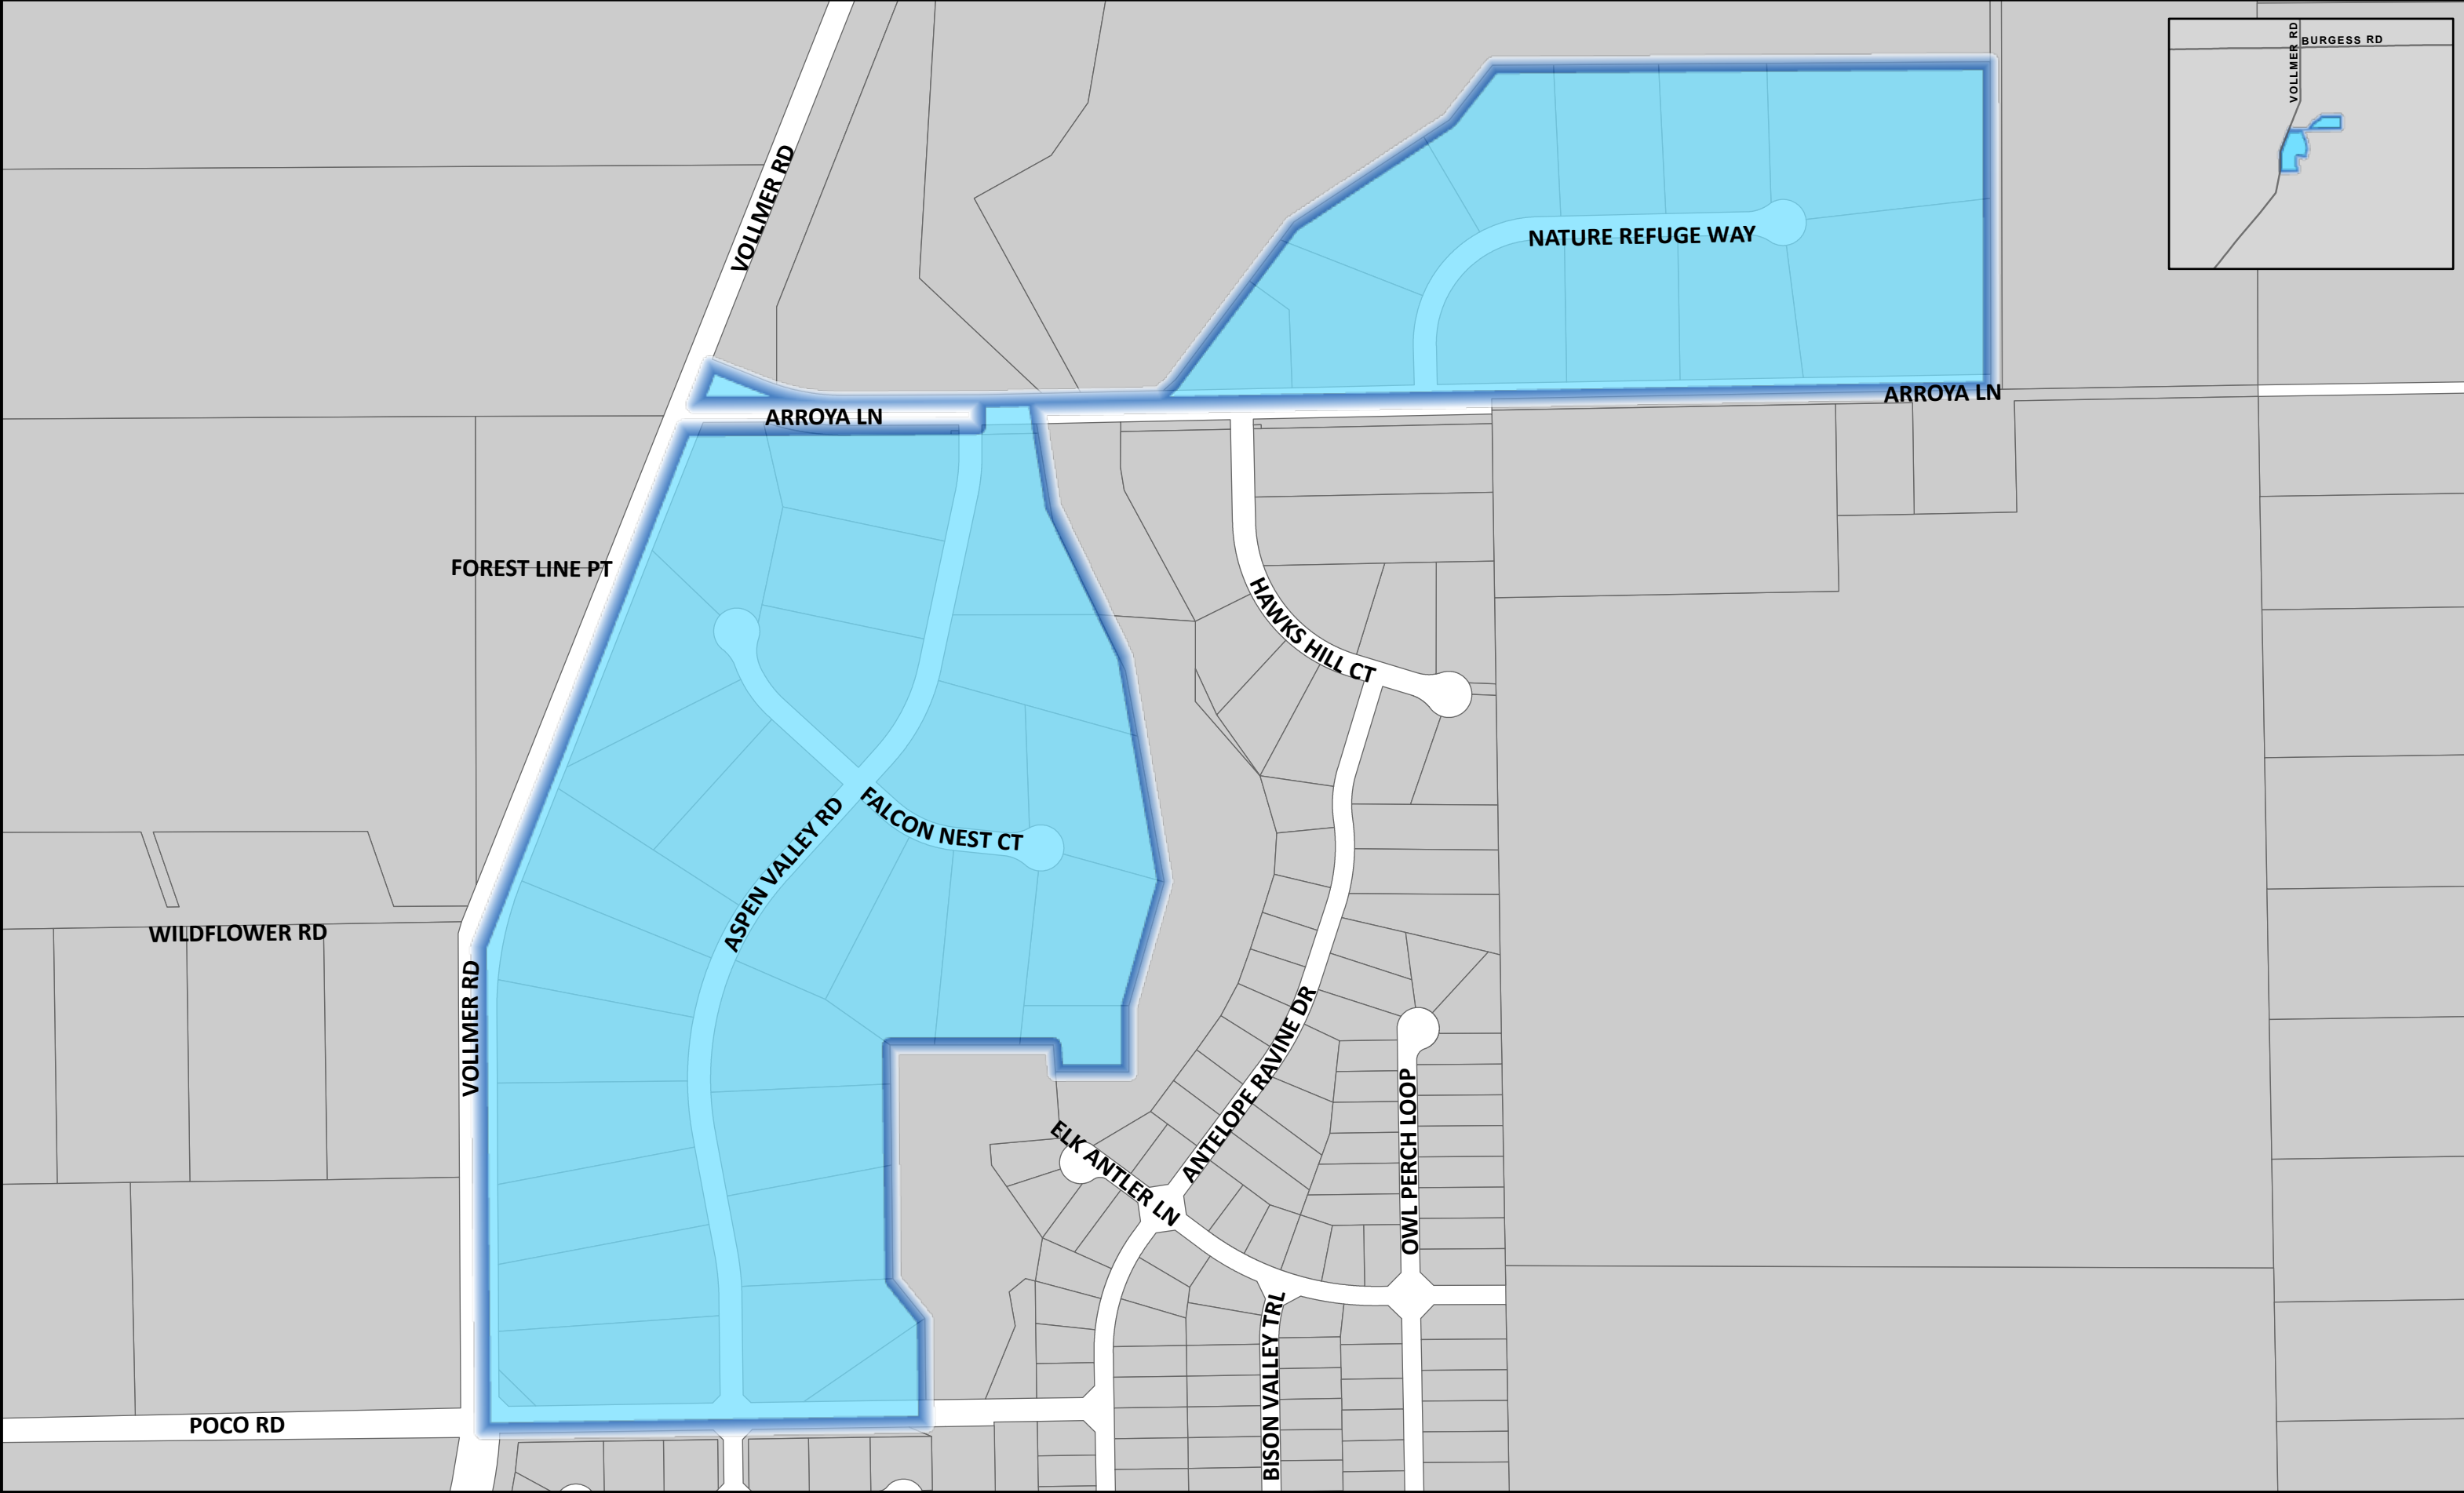 VOLLMER RD
BURGESS RD
VOLLMER RD
NATURE REFUGE WAY
ARROYA LN
ARROYA LN
FOREST LINE PT
HAWKS HILL CT
FALCON NEST CT
ASPEN VALLEY RD
WILDFLOWER RD
VOLLMER RD
ANTELOPE RAVINE DR
OWL PERCH LOOP
ELK ANTLER LN
BISON VALLEY TRL
POCO RD